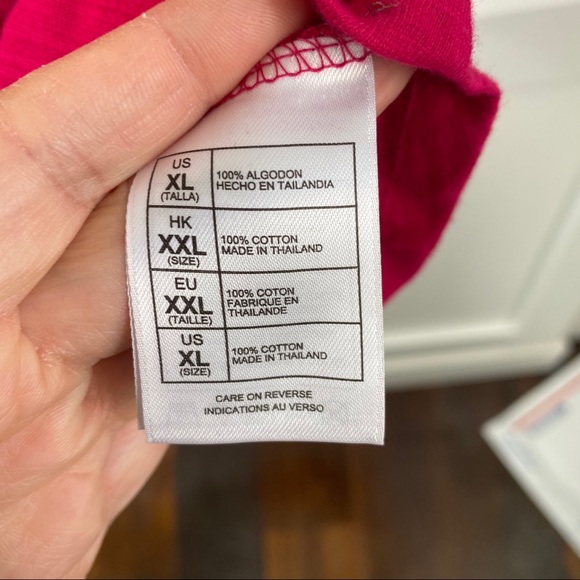 US
XL
(TALLA)
100% ALGODON
HECHO EN TAILANDIA
HK
XXL
(SIZE)
100% COTTON
MADE IN THAILAND
EU
XXL
(TAILLE)
100% COTON
FABRIQUE EN
THAILANDE
US
XL
(SIZE)
100% COTTON
MADE IN THAILAND
CARE ON REVERSE
INDICATIONS AU VERSO